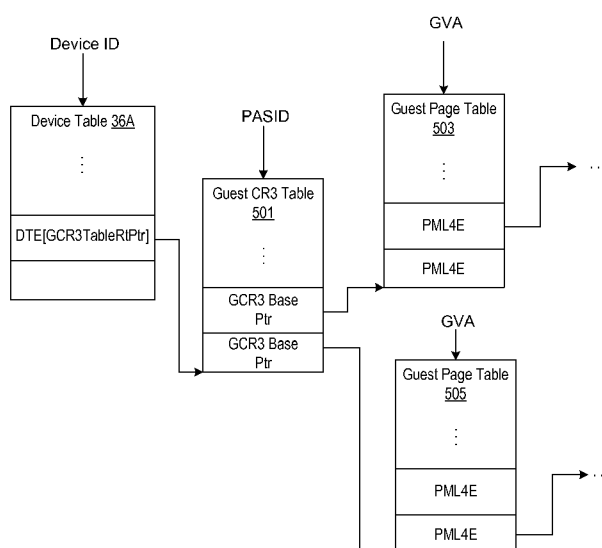 Device ID
Device Table 36A
⋮
DTE[GCR3TableRtPtr]
PASID
Guest CR3 Table
501
⋮
GCR3 Base
Ptr
GCR3 Base
Ptr
GVA
Guest Page Table
503
⋮
PML4E
PML4E
...
GVA
Guest Page Table
505
⋮
PML4E
PML4E
...